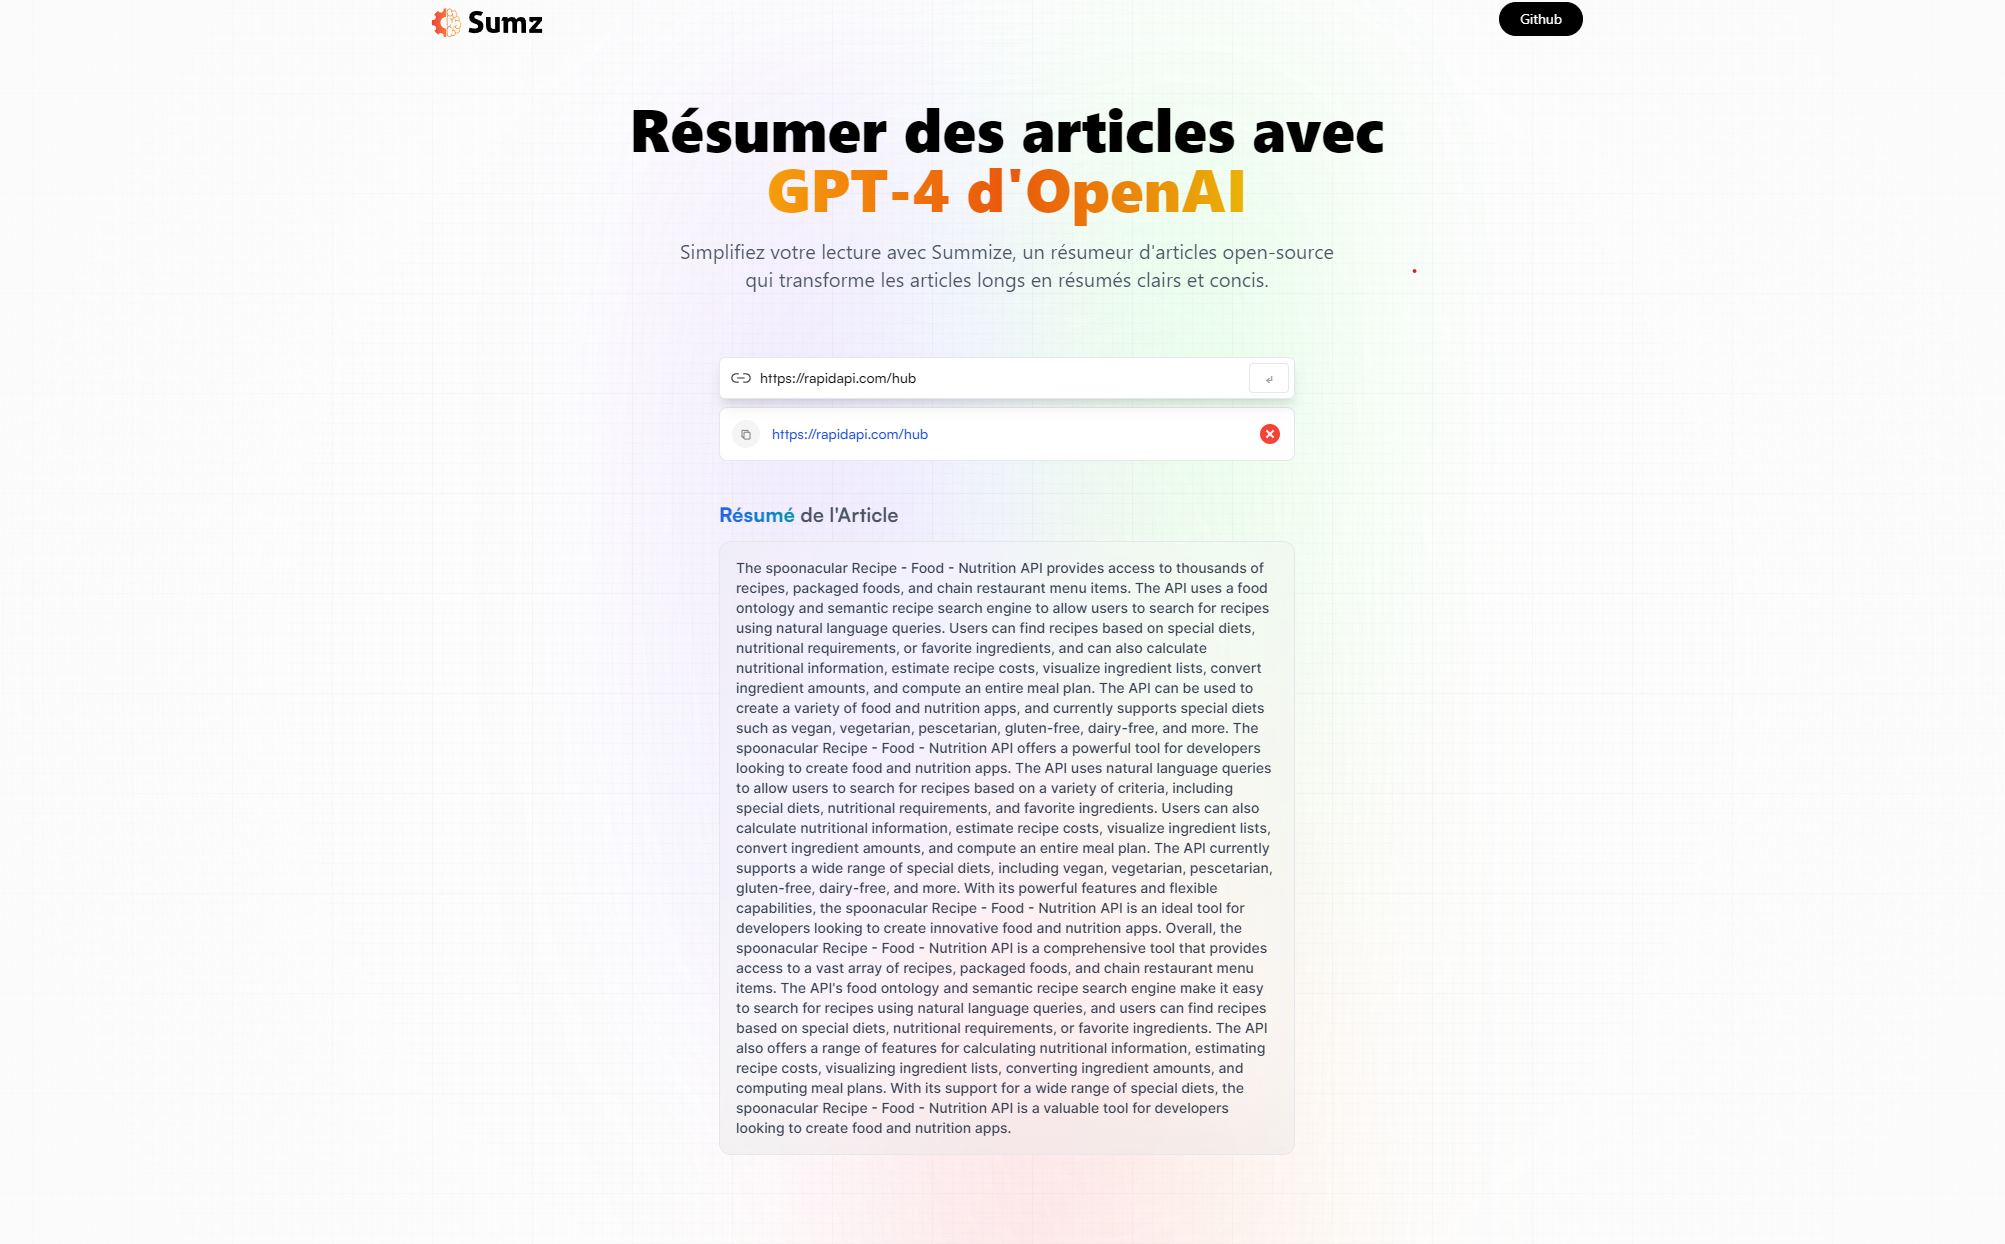 Sumz
Github
Résumer des articles avec
GPT-4 d'OpenAI
Simplifiez votre lecture avec Summize, un résumeur d'articles open-source
qui transforme les articles longs en résumés clairs et concis.
https://rapidapi.com/hub
https://rapidapi.com/hub
Résumé de l'Article
The spoonacular Recipe - Food - Nutrition API provides access to thousands of
recipes, packaged foods, and chain restaurant menu items. The API uses a food
ontology and semantic recipe search engine to allow users to search for recipes
using natural language queries. Users can find recipes based on special diets,
nutritional requirements, or favorite ingredients, and can also calculate
nutritional information, estimate recipe costs, visualize ingredient lists, convert
ingredient amounts, and compute an entire meal plan. The API can be used to
create a variety of food and nutrition apps, and currently supports special diets
such as vegan, vegetarian, pescetarian, gluten-free, dairy-free, and more. The
spoonacular Recipe - Food - Nutrition API offers a powerful tool for developers
looking to create food and nutrition apps. The API uses natural language queries
to allow users to search for recipes based on a variety of criteria, including
special diets, nutritional requirements, and favorite ingredients. Users can also
calculate nutritional information, estimate recipe costs, visualize ingredient lists,
convert ingredient amounts, and compute an entire meal plan. The API currently
supports a wide range of special diets, including vegan, vegetarian, pescetarian,
gluten-free, dairy-free, and more. With its powerful features and flexible
capabilities, the spoonacular Recipe - Food - Nutrition API is an ideal tool for
developers looking to create innovative food and nutrition apps. Overall, the
spoonacular Recipe - Food - Nutrition API is a comprehensive tool that provides
access to a vast array of recipes, packaged foods, and chain restaurant menu
items. The API's food ontology and semantic recipe search engine make it easy
to search for recipes using natural language queries, and users can find recipes
based on special diets, nutritional requirements, or favorite ingredients. The API
also offers a range of features for calculating nutritional information, estimating
recipe costs, visualizing ingredient lists, converting ingredient amounts, and
computing meal plans. With its support for a wide range of special diets, the
spoonacular Recipe - Food - Nutrition API is a valuable tool for developers
looking to create food and nutrition apps.